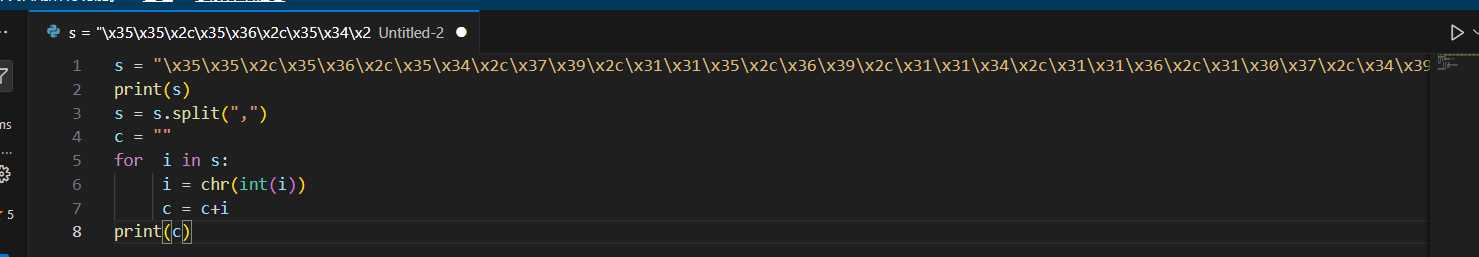 s = "\x35\x35\x2c\x35\x36\x2c\x35\x34\x2 Untitled-2
1 s = "\x35\x35\x2c\x35\x36\x2c\x35\x34\x2c\x37\x39\x2c\x31\x31\x35\x2c\x36\x39\x2c\x31\x31\x34\x2c\x31\x31\x36\x2c\x31\x30\x37\x2c\x34\x39
2 print(s)
3 s = s.split(",")
4 c = ""
5 for  i in s:
6 i = chr(int(i))
7 c = c+i
8 print(c)
ms
...
5